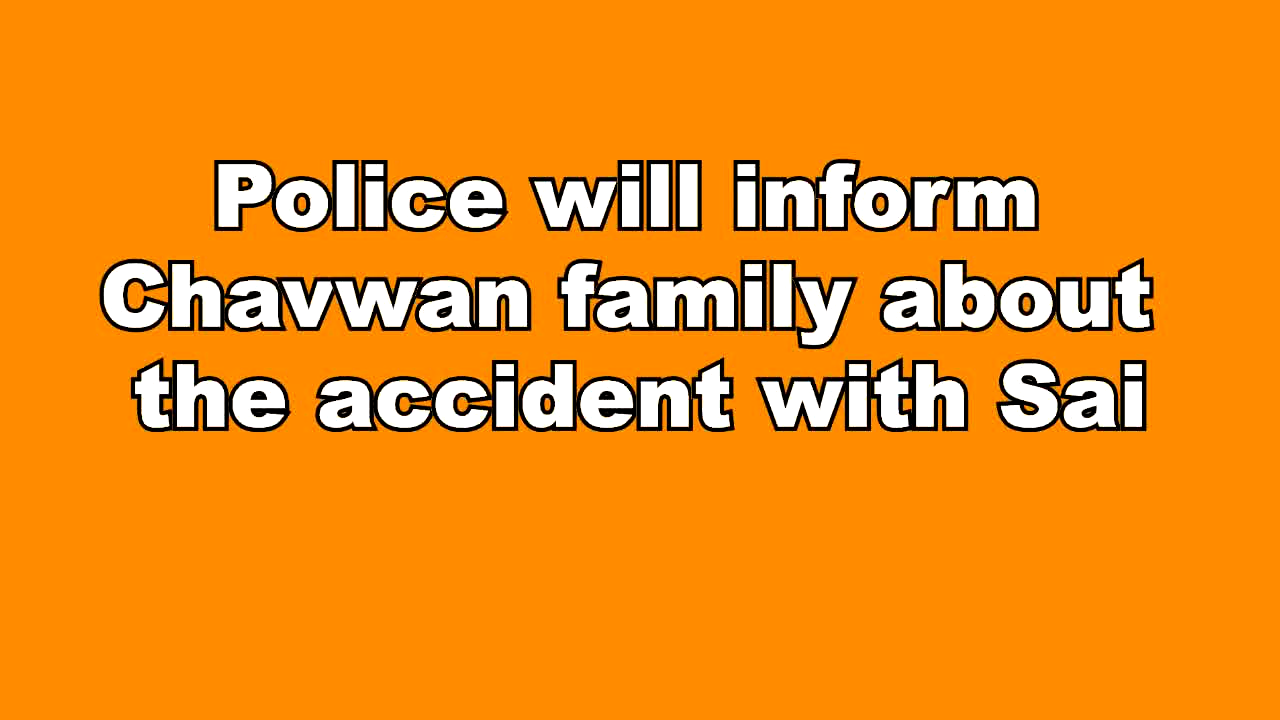 Police will inform
Chavwan family about
the accident with Sai